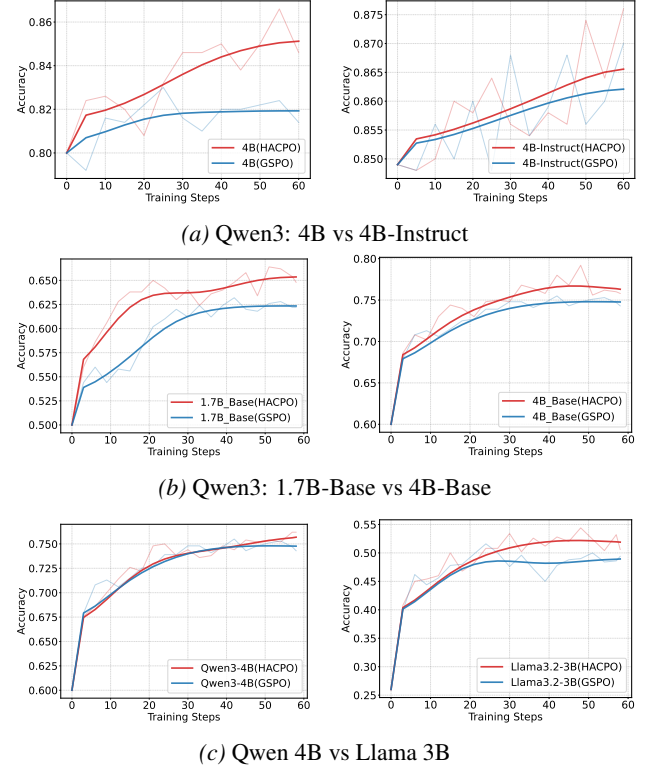 0.86
0.84
0.82
0.80
Accuracy
0 10 20 30 40 50 60
Training Steps
4B(HACPO)
4B(GSPO)
0.875
0.870
0.865
0.860
0.855
0.850
Accuracy
0 10 20 30 40 50 60
Training Steps
4B-Instruct(HACPO)
4B-Instruct(GSPO)
(a) Qwen3: 4B vs 4B-Instruct
0.650
0.625
0.600
0.575
0.550
0.525
0.500
Accuracy
0 10 20 30 40 50 60
Training Steps
1.7B_Base(HACPO)
1.7B_Base(GSPO)
0.80
0.75
0.70
0.65
0.60
Accuracy
0 10 20 30 40 50 60
Training Steps
4B_Base(HACPO)
4B_Base(GSPO)
(b) Qwen3: 1.7B-Base vs 4B-Base
0.750
0.725
0.700
0.675
0.650
0.625
0.600
Accuracy
0 10 20 30 40 50 60
Training Steps
Qwen3-4B(HACPO)
Qwen3-4B(GSPO)
0.55
0.50
0.45
0.40
0.35
0.30
0.25
Accuracy
0 10 20 30 40 50 60
Training Steps
Llama3.2-3B(HACPO)
Llama3.2-3B(GSPO)
(c) Qwen 4B vs Llama 3B